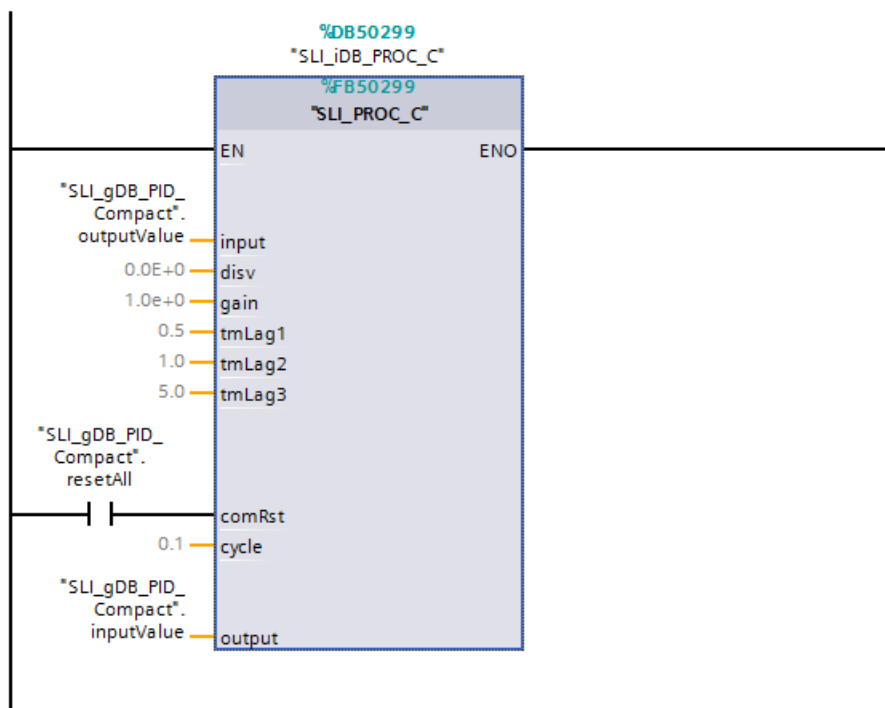 %DB50299
"SLI_iDB_PROC_C"
%FB50299
"SLI_PROC_C"
EN
ENO
"SLI_gDB_PID_
Compact".
outputValue
input
0.0E+0
disv
1.0e+0
gain
0.5
tmLag1
1.0
tmLag2
5.0
tmLag3
"SLI_gDB_PID_
Compact".
resetAll
comRst
0.1
cycle
"SLI_gDB_PID_
Compact".
inputValue
output